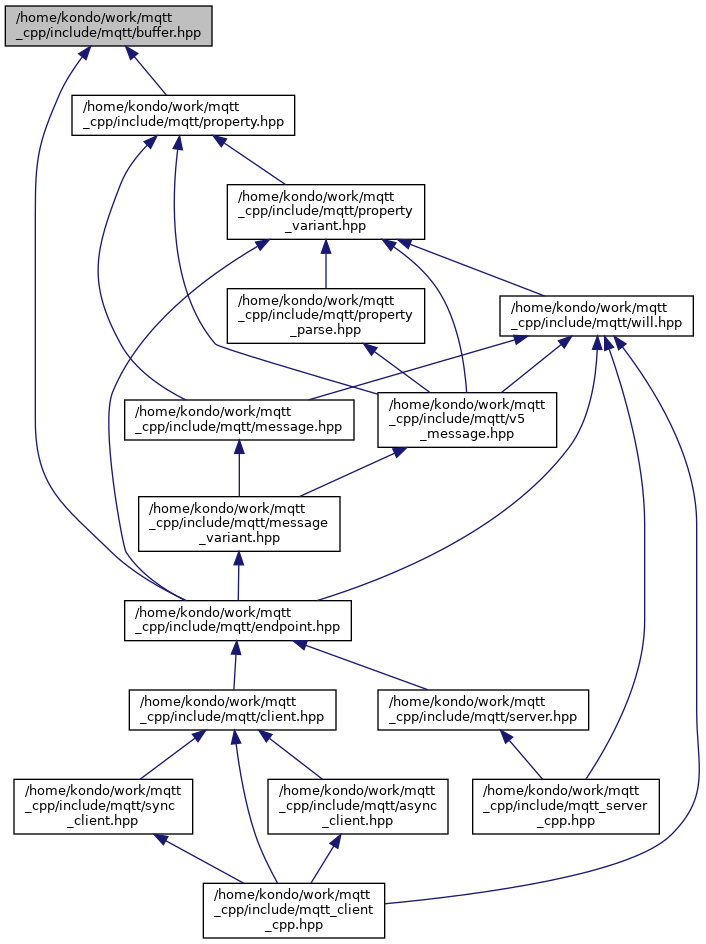 /home/kondo/work/mqtt
_cpp/include/mqtt/buffer.hpp
/home/kondo/work/mqtt
_cpp/include/mqtt/property.hpp
/home/kondo/work/mqtt
_cpp/include/mqtt/property
_variant.hpp
/home/kondo/work/mqtt
_cpp/include/mqtt/property
_parse.hpp
/home/kondo/work/mqtt
_cpp/include/mqtt/will.hpp
/home/kondo/work/mqtt
_cpp/include/mqtt/message.hpp
/home/kondo/work/mqtt
_cpp/include/mqtt/v5
_message.hpp
/home/kondo/work/mqtt
_cpp/include/mqtt/message
_variant.hpp
/home/kondo/work/mqtt
_cpp/include/mqtt/endpoint.hpp
/home/kondo/work/mqtt
_cpp/include/mqtt/client.hpp
/home/kondo/work/mqtt
_cpp/include/mqtt/server.hpp
/home/kondo/work/mqtt
_cpp/include/mqtt/sync
_client.hpp
/home/kondo/work/mqtt
_cpp/include/mqtt/async
_client.hpp
/home/kondo/work/mqtt
_cpp/include/mqtt_server
_cpp.hpp
/home/kondo/work/mqtt
_cpp/include/mqtt_client
_cpp.hpp